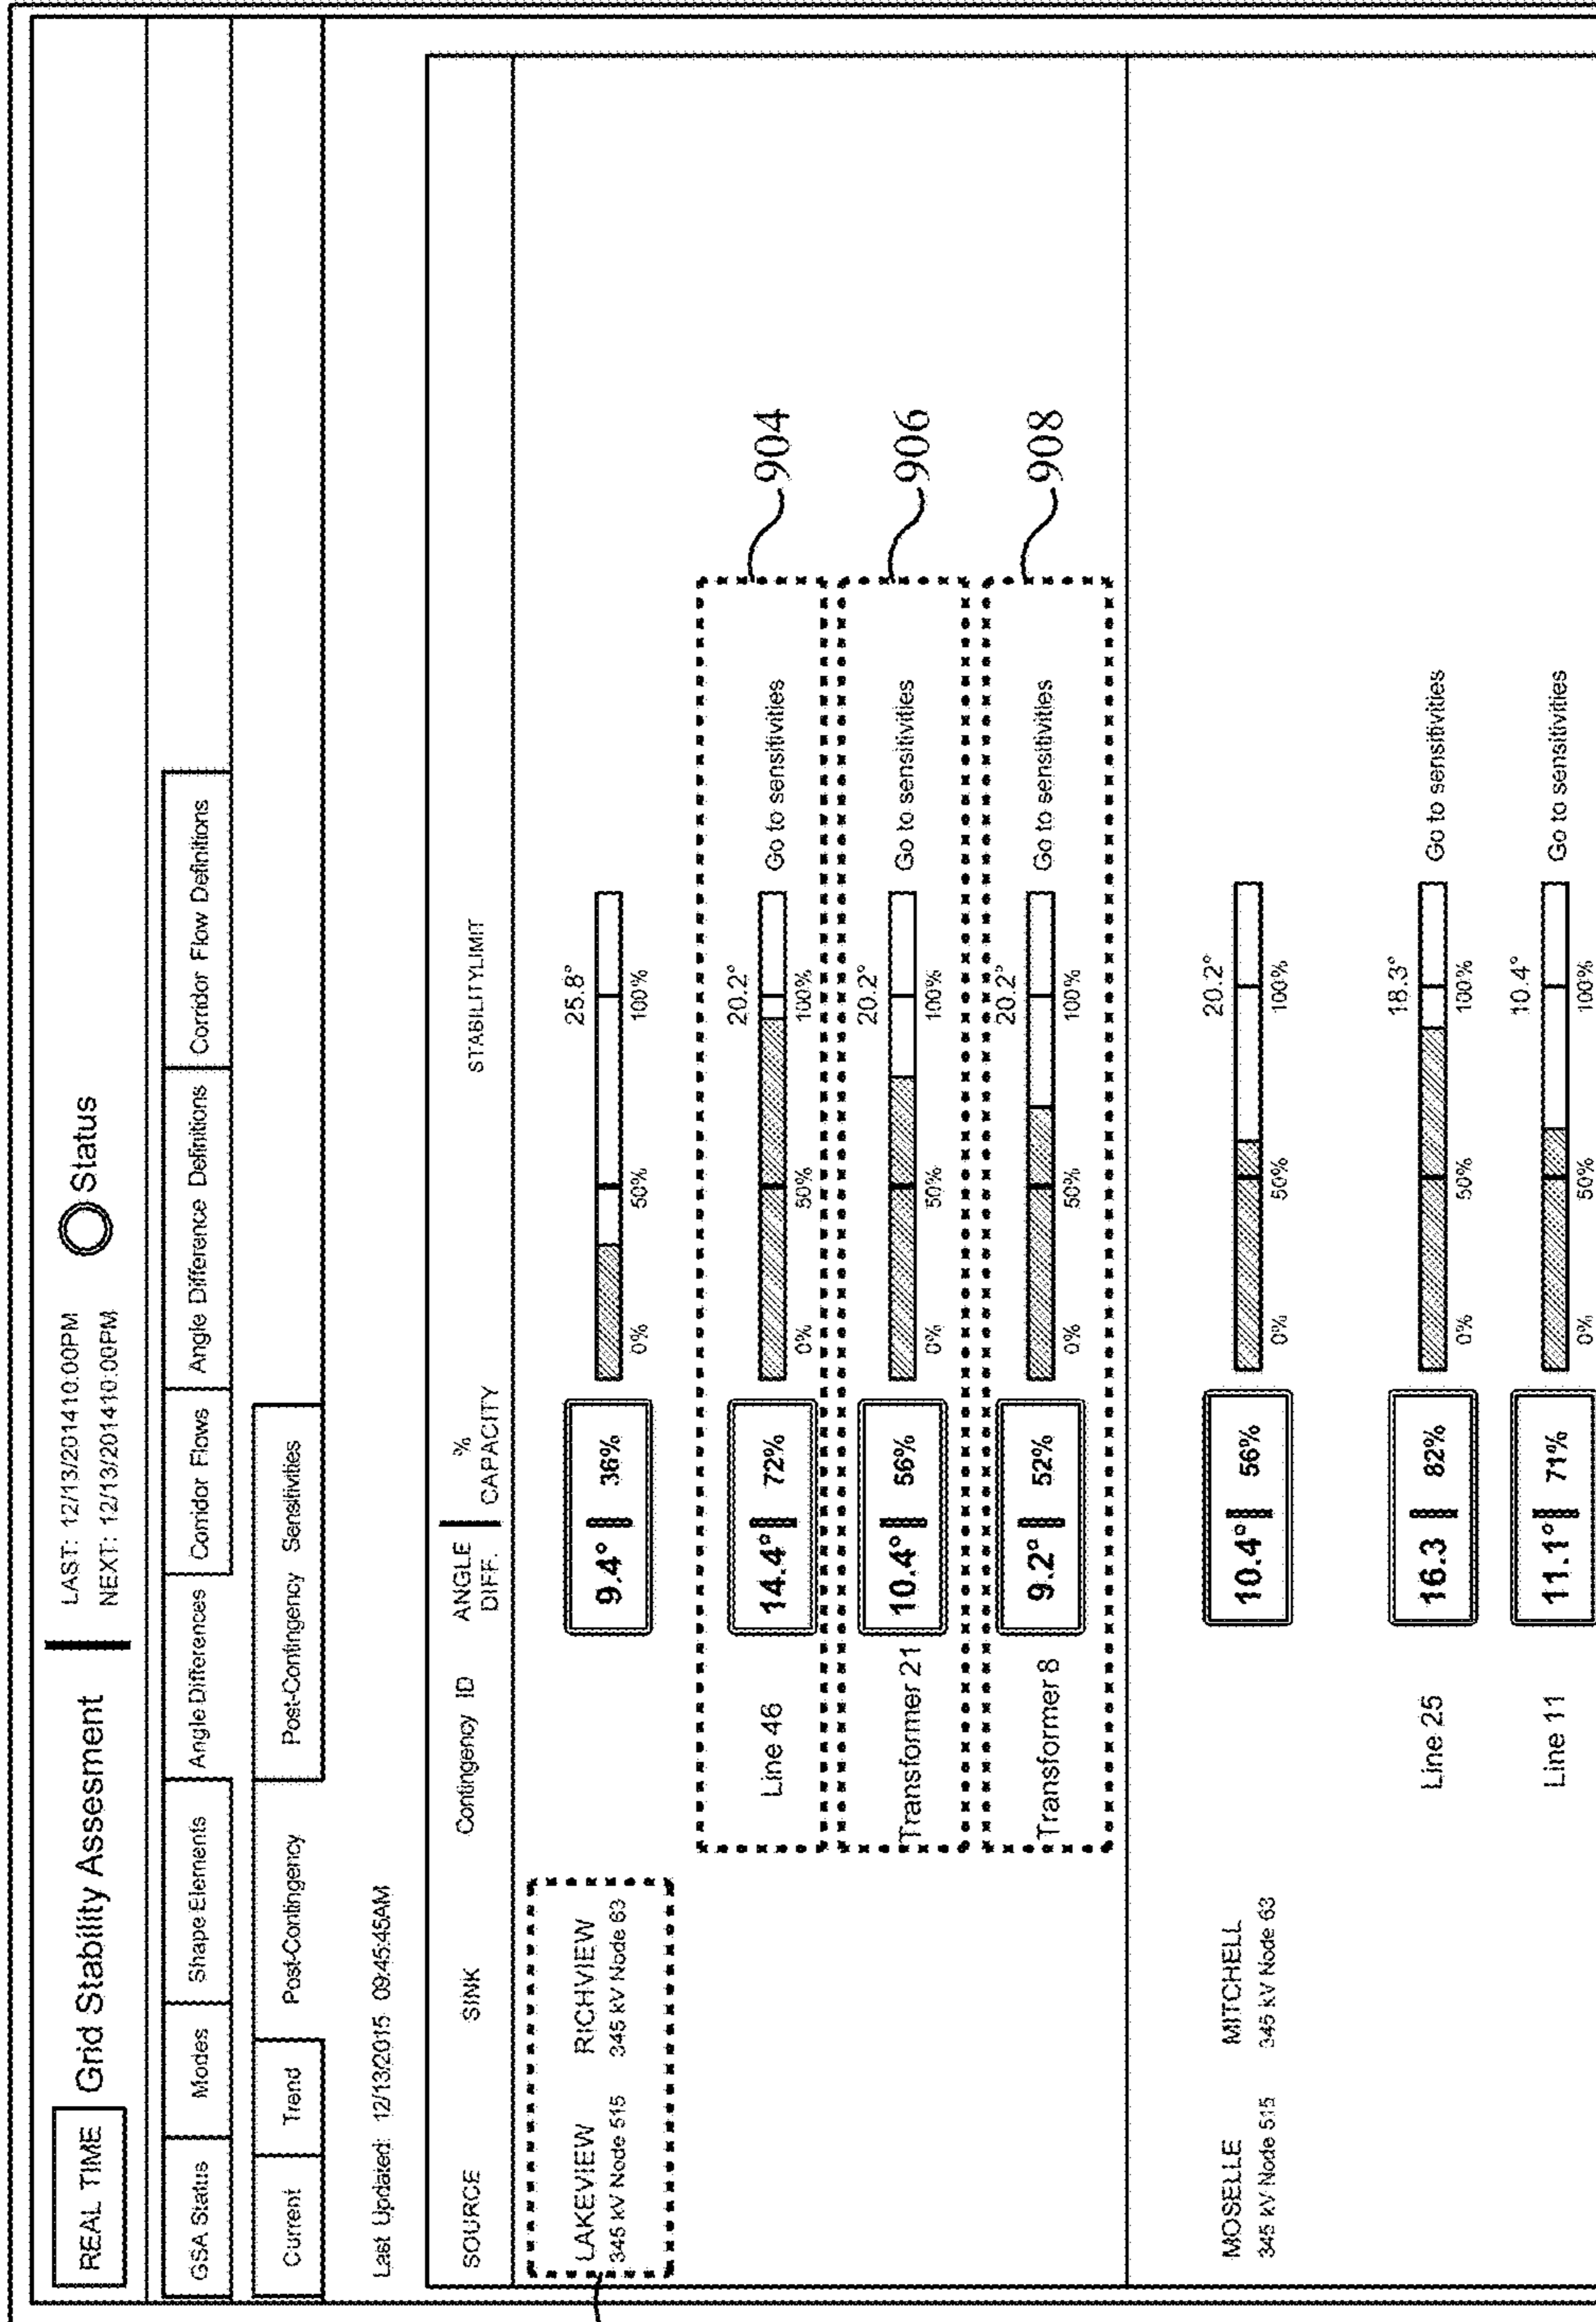 REAL TIME Grid Stability Assesment LAST: 12/13/201410:00PM Status
NEXT: 12/13/201410:00PM
GSA Status Modes Shape Elements Angle Differences Corridor Flows Angle Difference Definitions Corridor Flow Definitions
Current Trend Post-Contingency Post-Contingency Sensitivities
Last Updated: 12/13/2015 09:45:45AM
SOURCE SINK Contingency ID ANGLE DIFF. % CAPACITY STABILITYLIMIT
LAKEVIEW RICHVIEW 9.4° 36% 25.8°
345 kV Node 515 345 kV Node 63 0% 50% 100%
904
Line 46 14.4° 72% 20.2° Go to sensitivities
0% 50% 100%
906
Transformer 21 10.4° 56% 20.2° Go to sensitivities
0% 50% 100%
908
Transformer 8 9.2° 52% 20.2° Go to sensitivities
0% 50% 100%
MOSELLE MITCHELL 10.4° 56% 20.2°
345 kV Node 515 345 kV Node 63 0% 50% 100%
Line 25 16.3 82% 18.3° Go to sensitivities
0% 50% 100%
Line 11 11.1° 71% 10.4° Go to sensitivities
0% 50% 100%